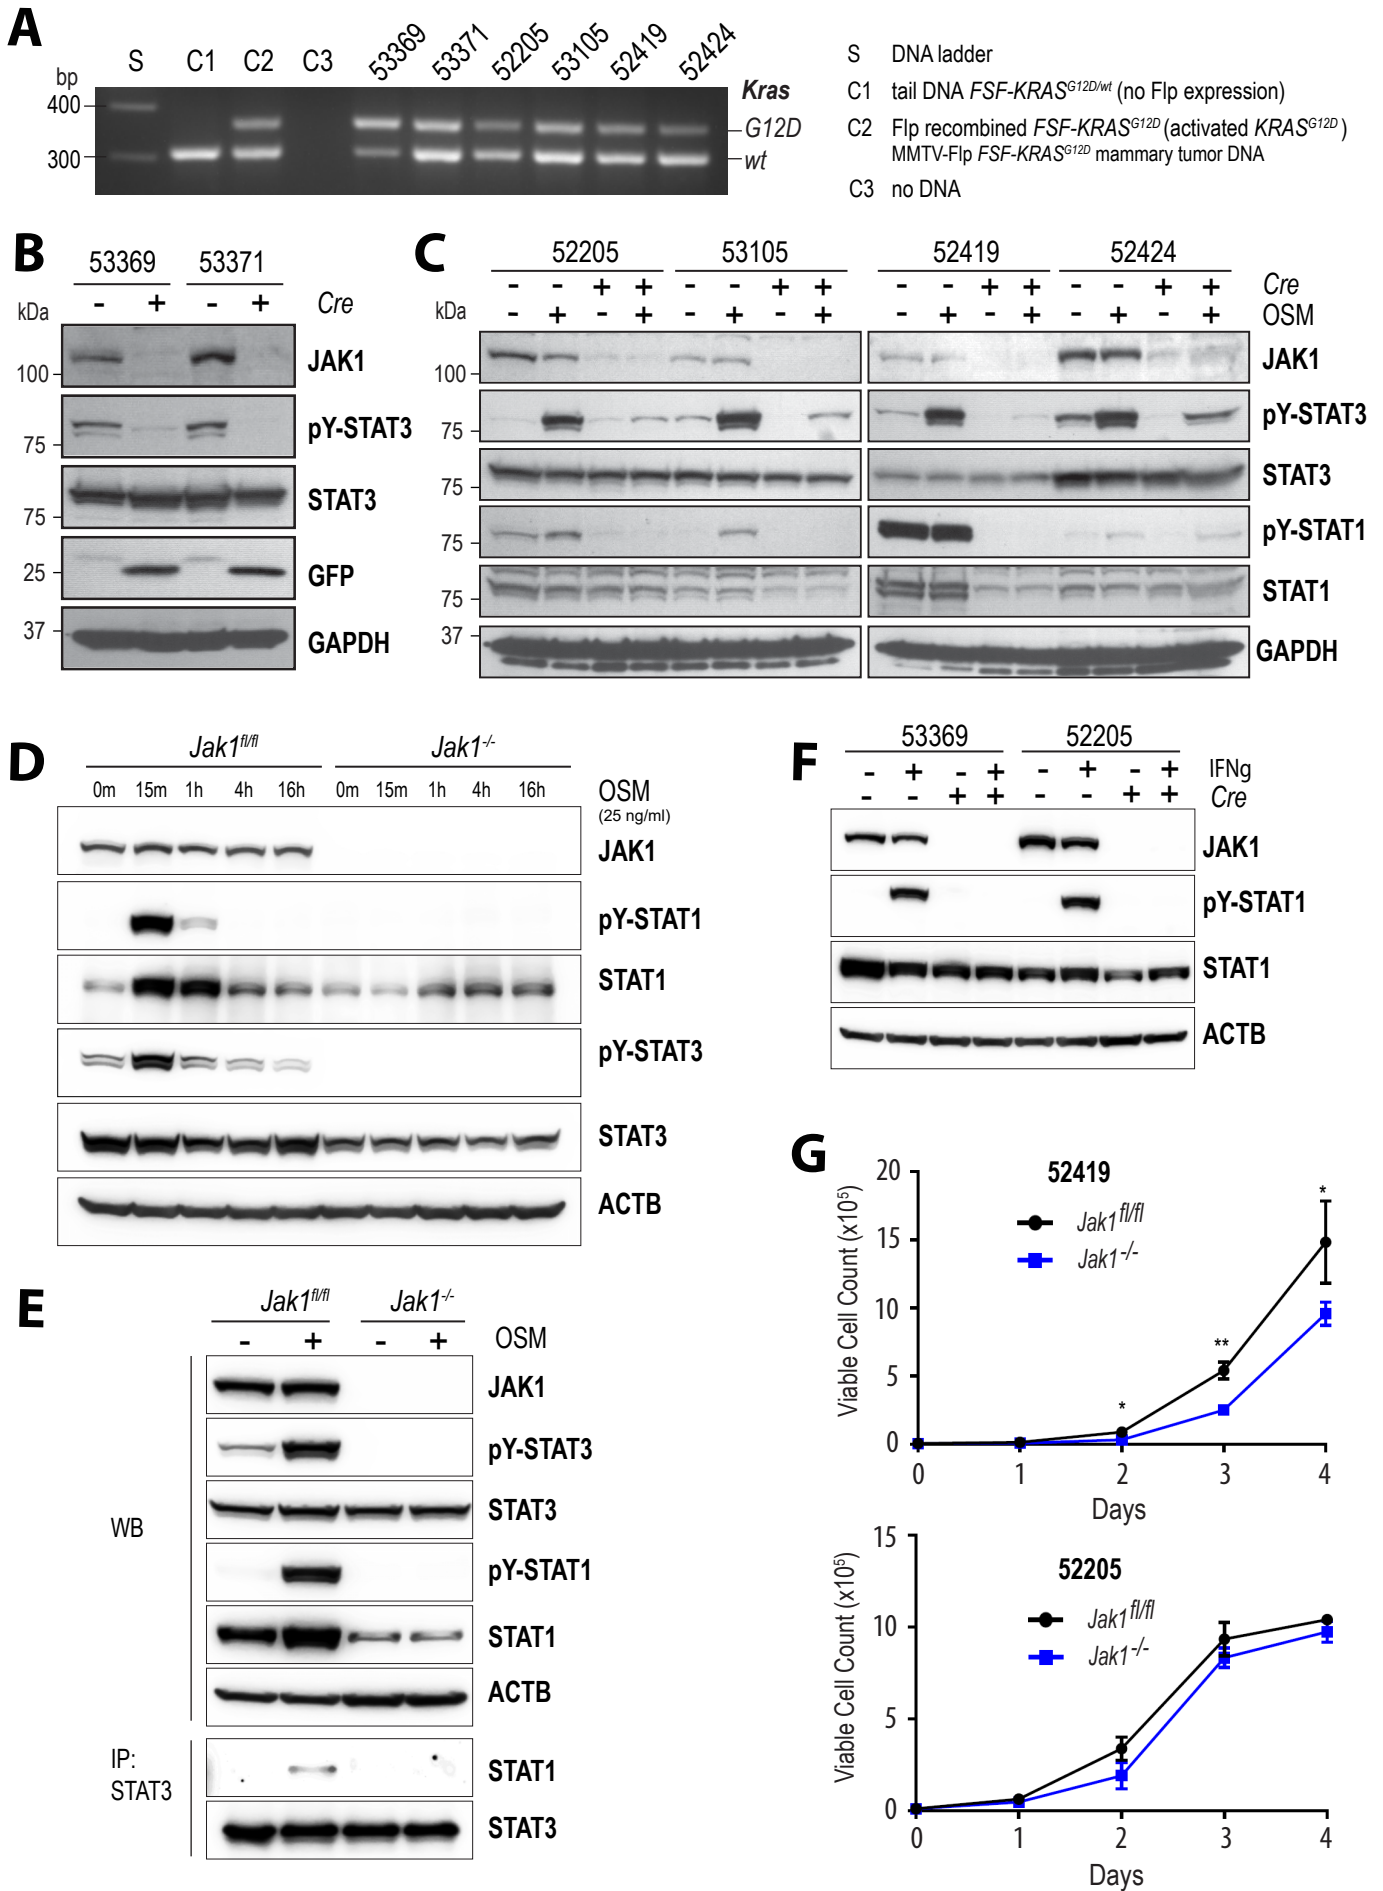 A
bp
S C1 C2 C3 53369 53371 52205 53105 52419 52424
400
300
Kras
G12D
wt
S DNA ladder
C1 tail DNA FSF-KRASG12D/wt (no Flp expression)
C2 Flp recombined FSF-KRASG12D (activated KRASG12D)
MMTV-Flp FSF-KRASG12D mammary tumor DNA
C3 no DNA
B
53369 53371
- + - + Cre
kDa
100 JAK1
75 pY-STAT3
75 STAT3
25 GFP
37 GAPDH
C
52205 53105 52419 52424
- - + + - - + + - - + + - - + + Cre
- + - + - + - + - + - + - + - + OSM
kDa
100 JAK1
75 pY-STAT3
75 STAT3
75 pY-STAT1
75 STAT1
37 GAPDH
D
Jak1fl/fl Jak1-/-
0m 15m 1h 4h 16h 0m 15m 1h 4h 16h OSM
(25 ng/ml)
JAK1
pY-STAT1
STAT1
pY-STAT3
STAT3
ACTB
E
Jak1fl/fl Jak1-/-
- + - + OSM
WB
JAK1
pY-STAT3
STAT3
pY-STAT1
STAT1
ACTB
IP:
STAT3
STAT1
STAT3
F
53369 52205
- + - + - + - + IFNg
- - + + - - + + Cre
JAK1
pY-STAT1
STAT1
ACTB
G
52419
Jak1fl/fl
Jak1-/-
Viable Cell Count (x105)
20
15
10
5
0
* ** *
0 1 2 3 4
Days
52205
Jak1fl/fl
Jak1-/-
Viable Cell Count (x105)
15
10
5
0
0 1 2 3 4
Days